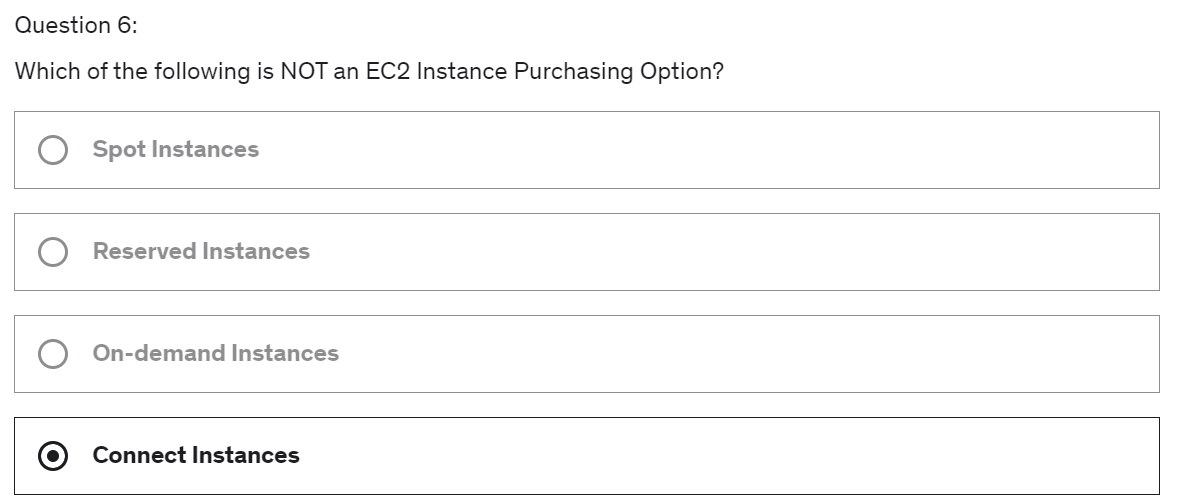 Question 6:
Which of the following is NOT an EC2 Instance Purchasing Option?
Spot Instances
Reserved Instances
On-demand Instances
Connect Instances